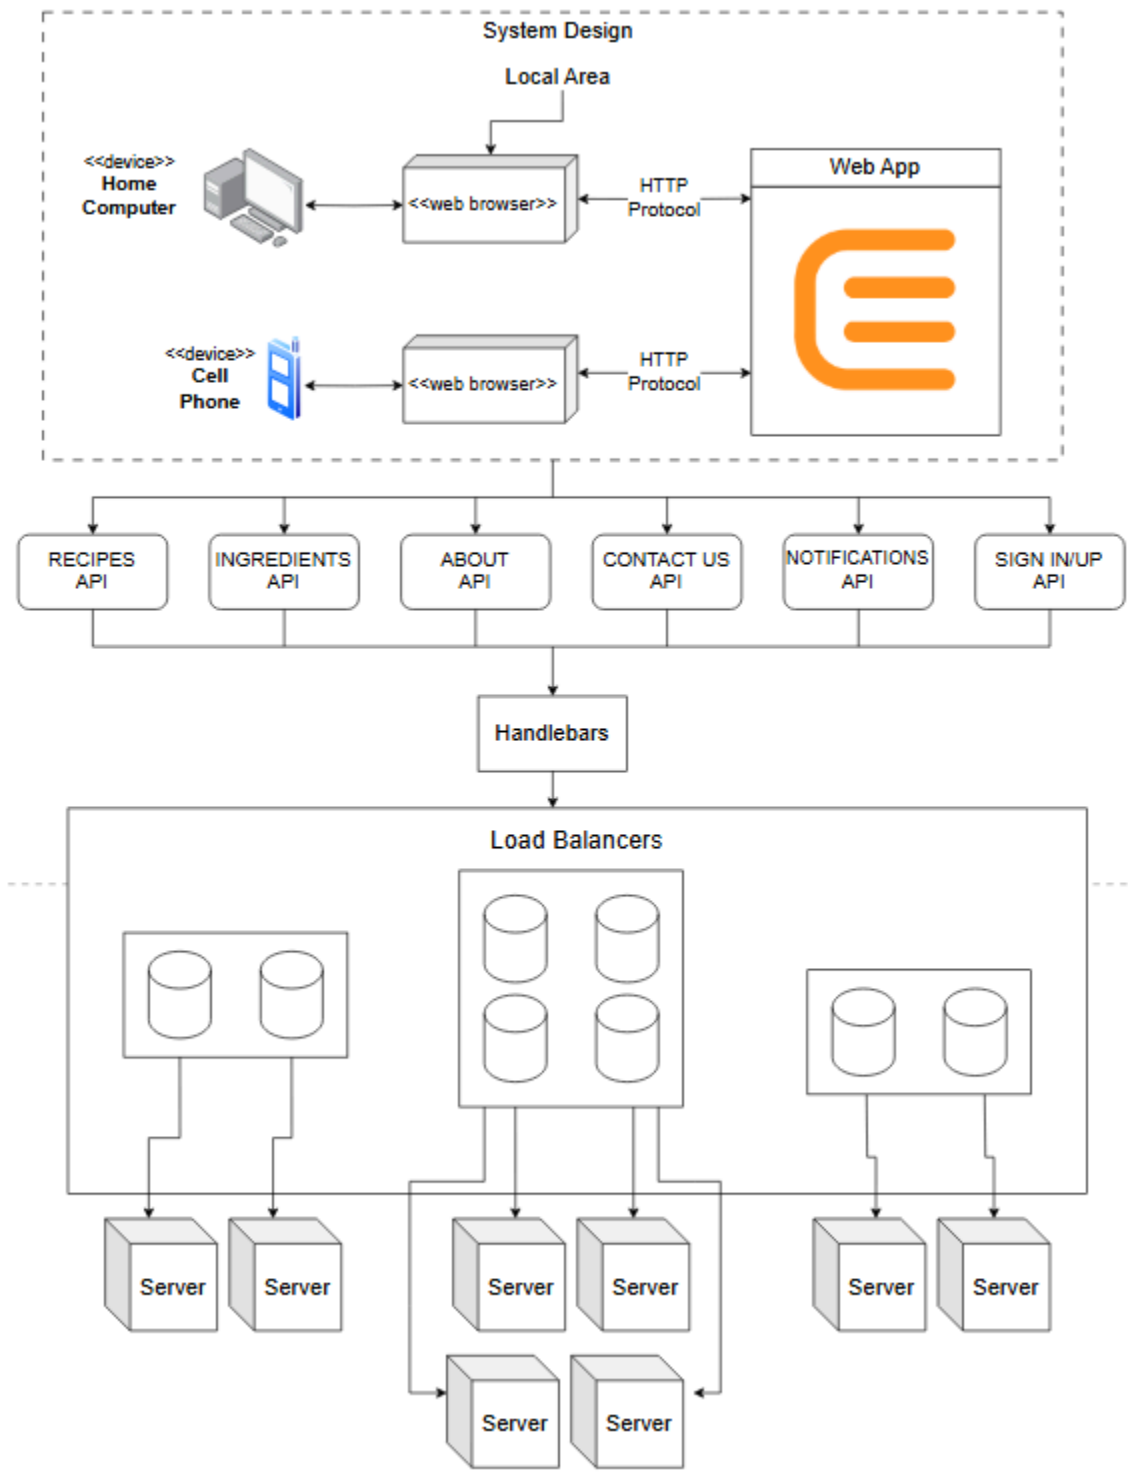 System Design
Local Area
<<device>>
Home
Computer
<<web browser>>
HTTP
Protocol
Web App
<<device>>
Cell
Phone
<<web browser>>
HTTP
Protocol
RECIPES
API
INGREDIENTS
API
ABOUT
API
CONTACT US
API
NOTIFICATIONS
API
SIGN IN/UP
API
Handlebars
Load Balancers
Server
Server
Server
Server
Server
Server
Server
Server